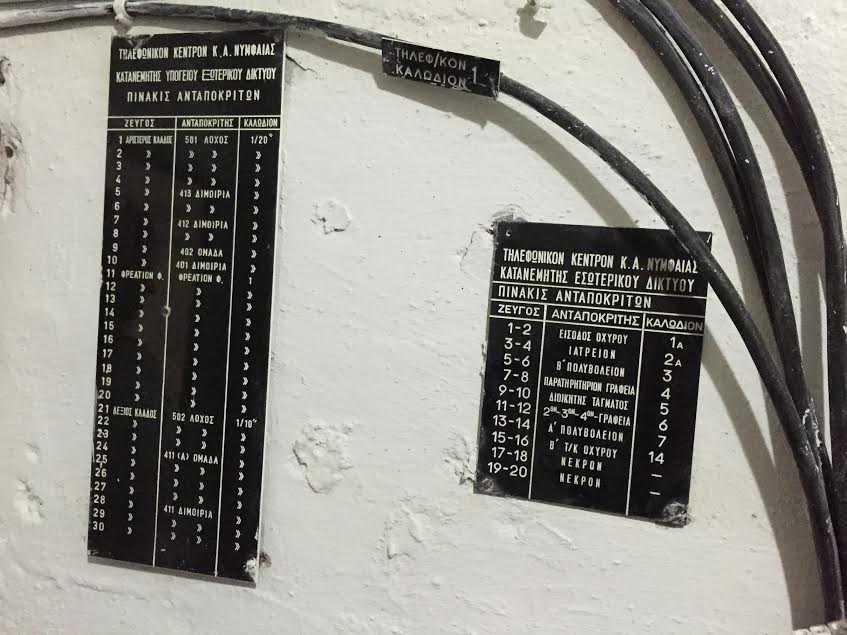 ΤΗΛΕΦ/ΚΟΝ
ΚΑΛΩΔΙΟΝ 1
ΤΗΛΕΦΩΝΙΚΟΝ ΚΕΝΤΡΟΝ Κ.Α. ΝΥΜΦΑΙΑΣ
ΚΑΤΑΝΕΜΗΤΗΣ ΥΠΟΓΕΙΟΥ ΕΞΩΤΕΡΙΚΟΥ ΔΙΚΤΥΟΥ
ΠΙΝΑΚΙΣ ΑΝΤΑΠΟΚΡΙΤΩΝ
ΖΕΥΓΟΣ ΑΝΤΑΠΟΚΡΙΤΗΣ ΚΑΛΩΔΙΟΝ
1 ΑΡΙΣΤΕΡΟΣ ΚΛΑΔΟΣ 501 ΛΟΧΟΣ 1/20
2 » » »
3 » » »
4 » » »
5 » 413 ΔΙΜΟΙΡΙΑ »
6 » » » »
7 » 412 ΔΙΜΟΙΡΙΑ »
8 » » » »
9 » 402 ΟΜΑΔΑ »
10 » 401 ΔΙΜΟΙΡΙΑ »
11 ΦΡΕΑΤΙΟΝ Φ. ΦΡΕΑΤΙΟΝ Φ. 1
12 » » »
13 » » »
14 » » »
15 » » »
16 » » »
17 » » »
18 » » »
19 » » »
20 » » »
21 ΔΕΞΙΟΣ ΚΛΑΔΟΣ 502 ΛΟΧΟΣ 1/10
22 » » » »
23 » » » »
24 » » » »
25 » 411 (Α) ΟΜΑΔΑ »
26 » » » »
27 » » » »
28 » 411 ΔΙΜΟΙΡΙΑ »
29 » » » »
30 » » » »
ΤΗΛΕΦΩΝΙΚΟΝ ΚΕΝΤΡΟΝ Κ.Α. ΝΥΜΦΑΙΑΣ
ΚΑΤΑΝΕΜΗΤΗΣ ΕΣΩΤΕΡΙΚΟΥ ΔΙΚΤΥΟΥ
ΠΙΝΑΚΙΣ ΑΝΤΑΠΟΚΡΙΤΩΝ
ΖΕΥΓΟΣ ΑΝΤΑΠΟΚΡΙΤΗΣ ΚΑΛΩΔΙΟΝ
1-2 ΕΙΣΟΔΟΣ ΟΧΥΡΟΥ 1Α
3-4 ΙΑΤΡΕΙΟΝ 2Α
5-6 Β΄ ΠΟΛΥΒΟΛΕΙΟΝ 3
7-8 ΠΑΡΑΤΗΡΗΤΗΡΙΟΝ ΓΡΑΦΕΙΑ 4
9-10 ΔΙΟΙΚΗΤΗΣ ΤΑΓΜΑΤΟΣ 5
11-12 2ΟΝ-3ΟΝ-4ΟΝ-ΓΡΑΦΕΙΑ 6
13-14 Α΄ ΠΟΛΥΒΟΛΕΙΟΝ 7
15-16 Β΄ Τ/Κ ΟΧΥΡΟΥ 14
17-18 ΝΕΚΡΟΝ –
19-20 ΝΕΚΡΟΝ –